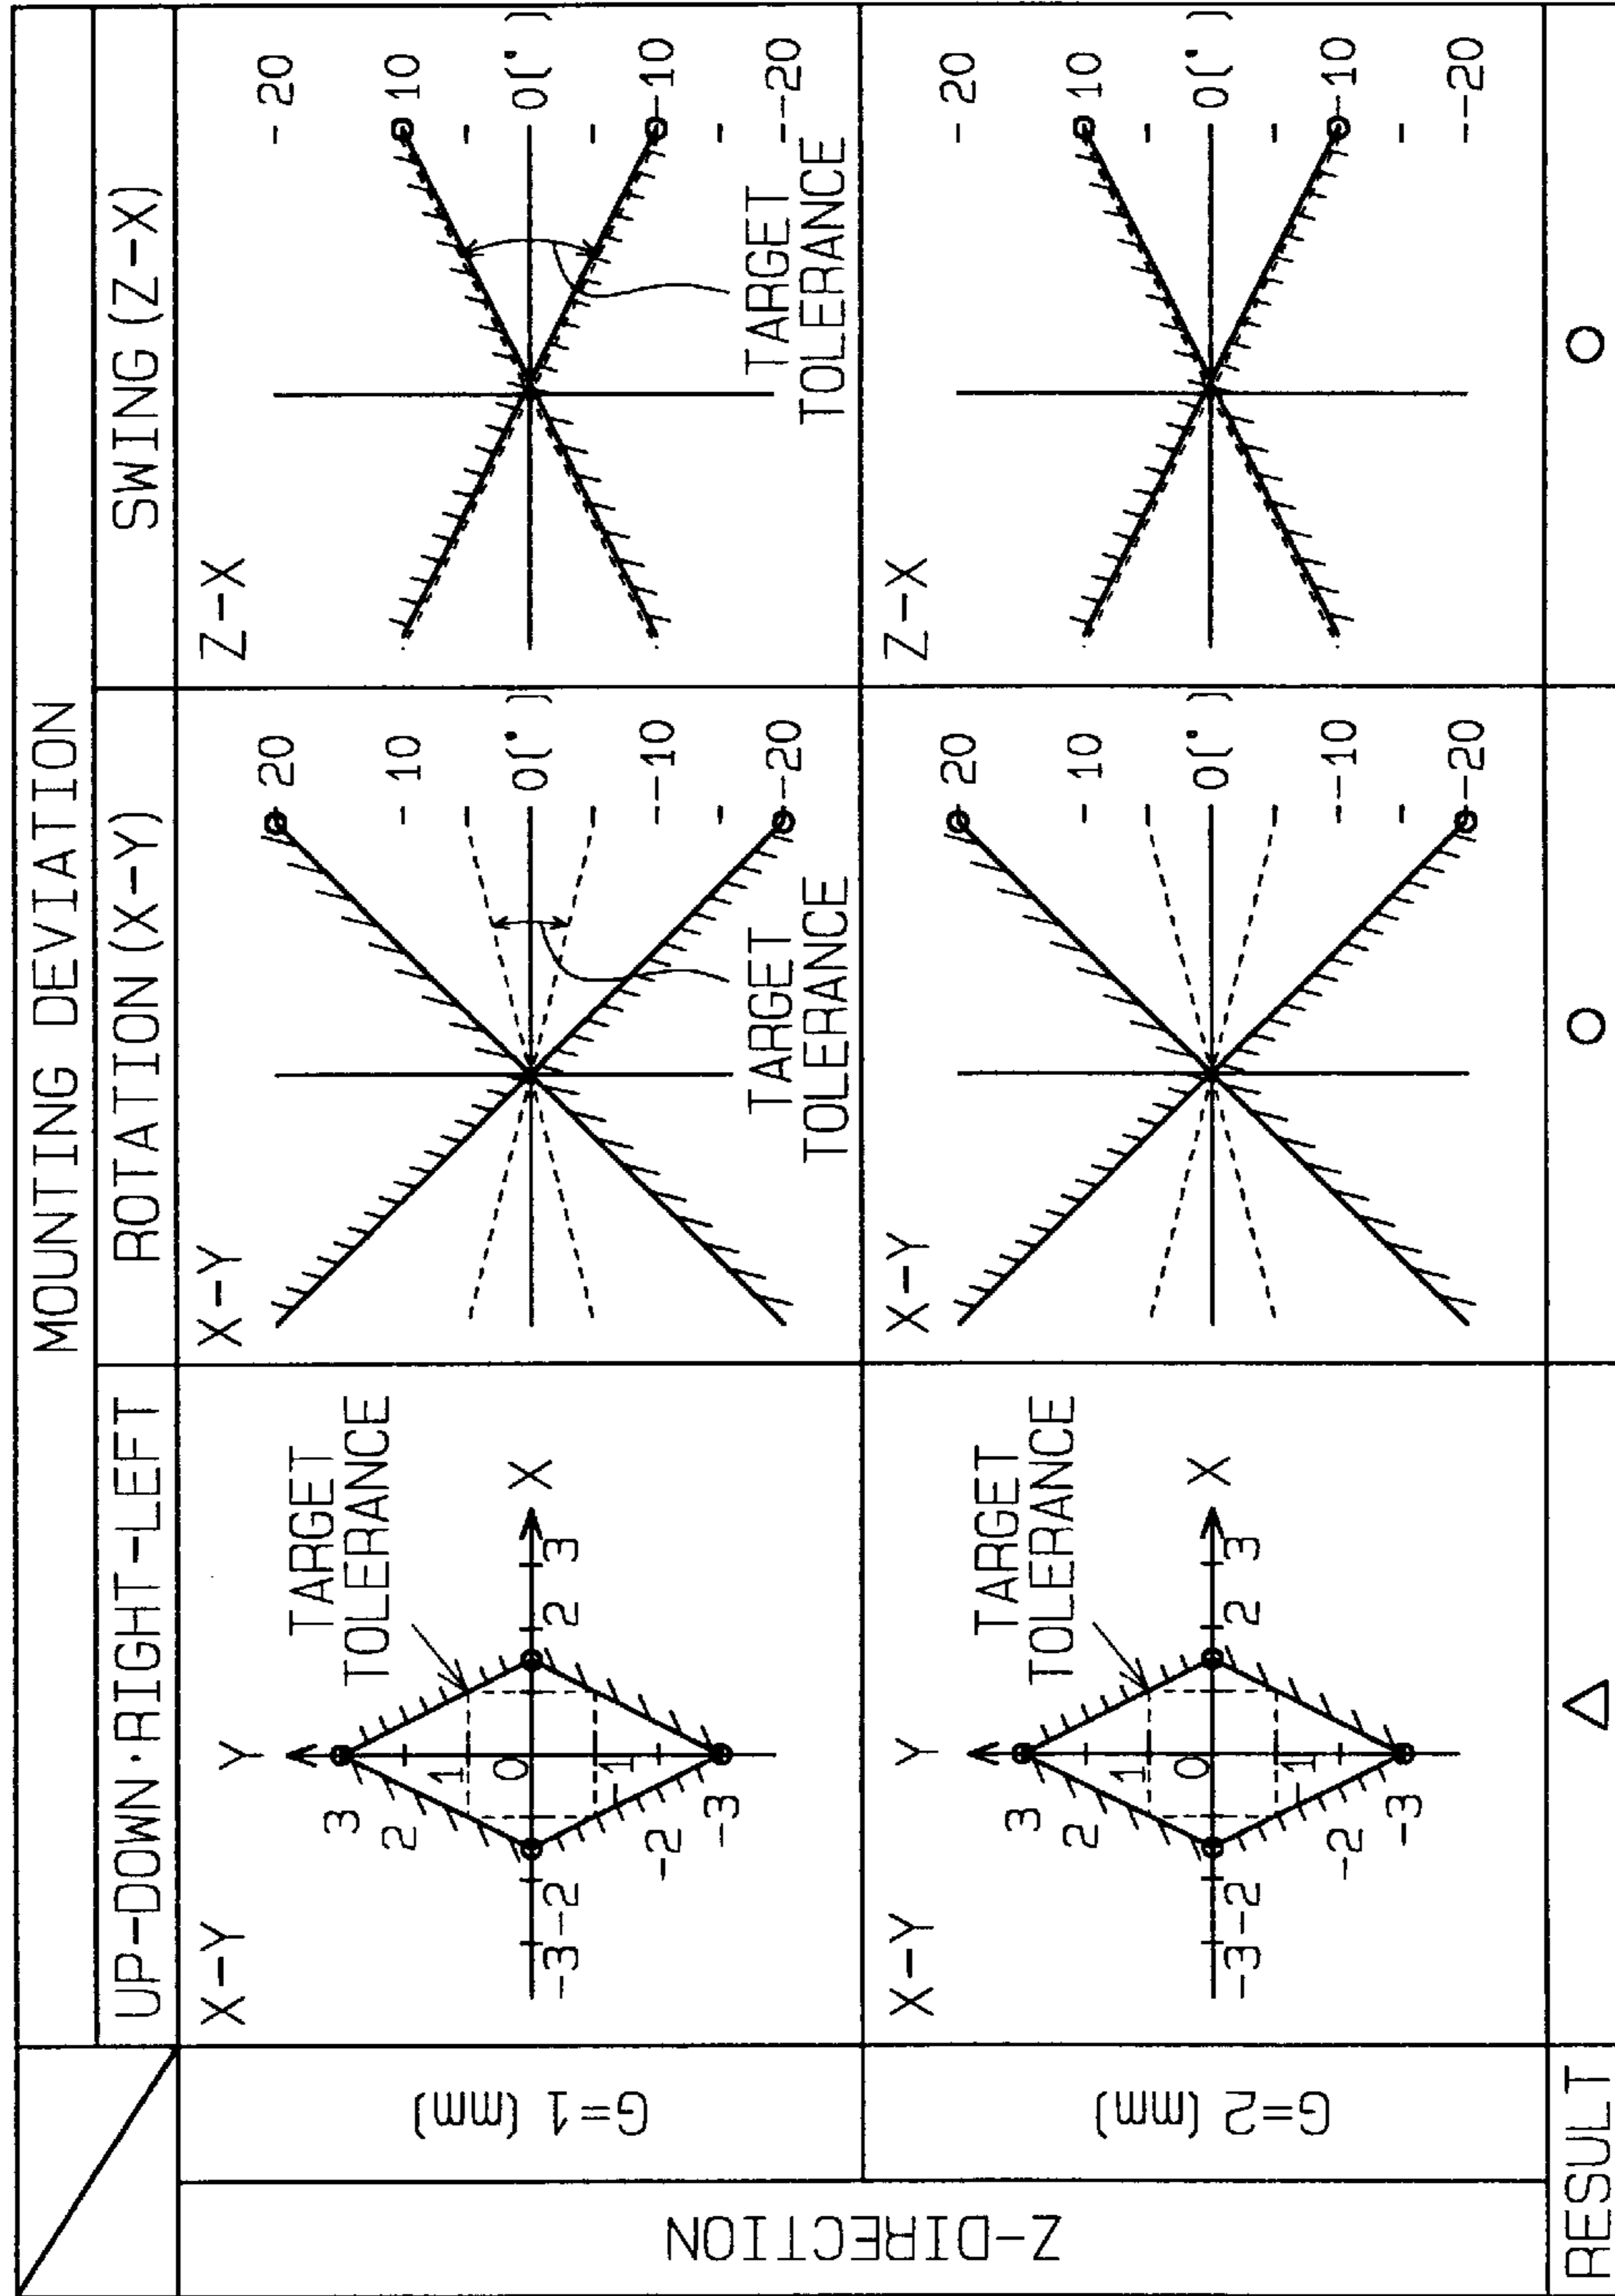 MOUNTING DEVIATION
UP-DOWN·RIGHT-LEFT
ROTATION (X-Y)
SWING (Z-X)
Z-DIRECTION
G=1 (mm)
X-Y
Y
TARGET
TOLERANCE
3
2
1
0
-3
-2
2
3
X
-1
-2
-3
X-Y
20
-10
0(°)
--10
-20
TARGET
TOLERANCE
Z-X
-20
10
0(°)
-10
--20
TARGET
TOLERANCE
G=2 (mm)
X-Y
Y
TARGET
TOLERANCE
3
2
1
0
-3
-2
2
3
X
-1
-2
-3
X-Y
20
-10
0(°)
--10
-20
Z-X
-20
10
0(°)
-10
--20
RESULT
△
○
○